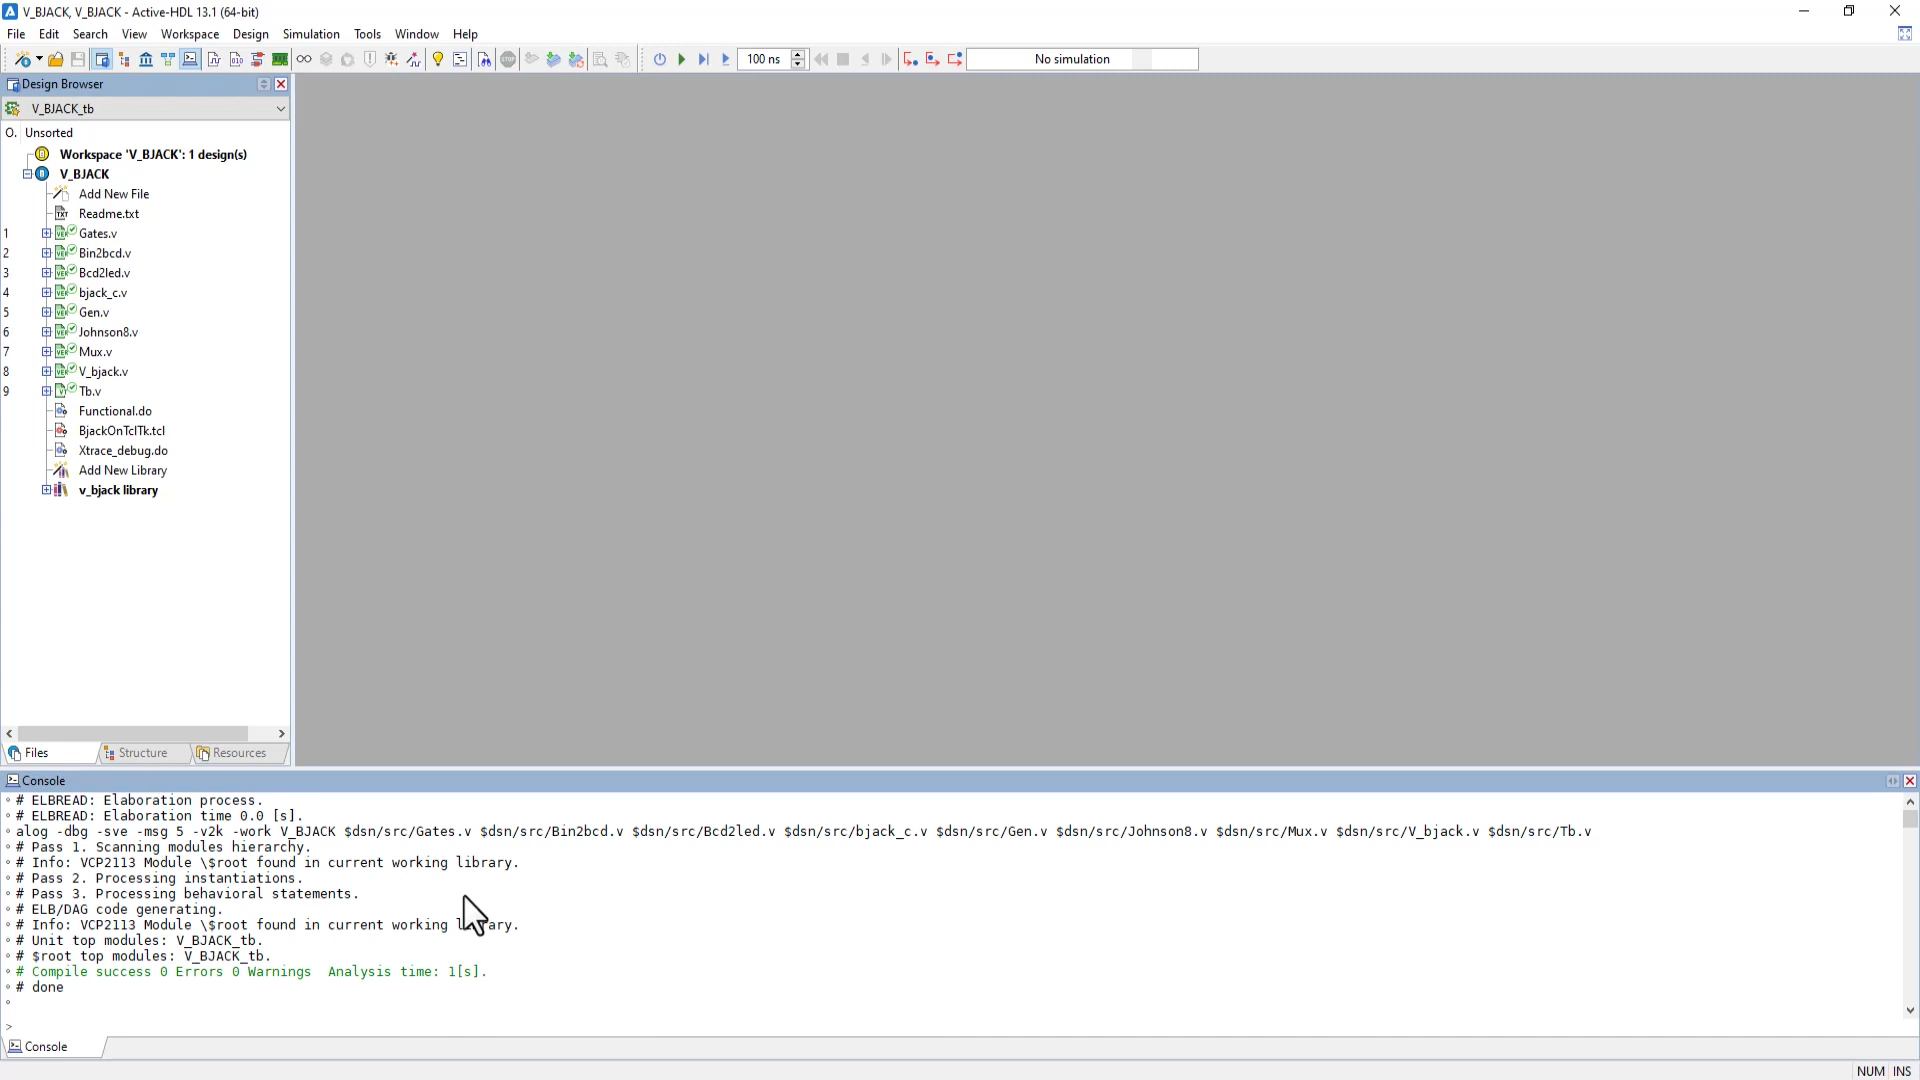 V_BJACK, V_BJACK - Active-HDL 13.1 (64-bit)
File Edit Search View Workspace Design Simulation Tools Window Help
100 ns No simulation
Design Browser
V_BJACK_tb
O. Unsorted
Workspace 'V_BJACK': 1 design(s)
V_BJACK
Add New File
Readme.txt
1 Gates.v
2 Bin2bcd.v
3 Bcd2led.v
4 bjack_c.v
5 Gen.v
6 Johnson8.v
7 Mux.v
8 V_bjack.v
9 Tb.v
Functional.do
BjackOnTclTk.tcl
Xtrace_debug.do
Add New Library
v_bjack library
Files Structure Resources
Console
# ELBREAD: Elaboration process.
# ELBREAD: Elaboration time 0.0 [s].
alog -dbg -sve -msg 5 -v2k -work V_BJACK $dsn/src/Gates.v $dsn/src/Bin2bcd.v $dsn/src/Bcd2led.v $dsn/src/bjack_c.v $dsn/src/Gen.v $dsn/src/Johnson8.v $dsn/src/Mux.v $dsn/src/V_bjack.v $dsn/src/Tb.v
# Pass 1. Scanning modules hierarchy.
# Info: VCP2113 Module \$root found in current working library.
# Pass 2. Processing instantiations.
# Pass 3. Processing behavioral statements.
# ELB/DAG code generating.
# Info: VCP2113 Module \$root found in current working library.
# Unit top modules: V_BJACK_tb.
# $root top modules: V_BJACK_tb.
# Compile success 0 Errors 0 Warnings Analysis time: 1[s].
# done
>
Console
NUM INS